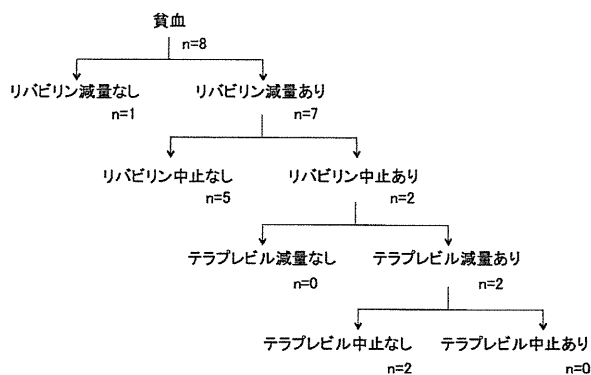 貧血
n=8
リバビリン減量なし リバビリン減量あり
n=1 n=7
リバビリン中止なし リバビリン中止あり
n=5 n=2
テラプレビル減量なし テラプレビル減量あり
n=0 n=2
テラプレビル中止なし テラプレビル中止あり
n=2 n=0